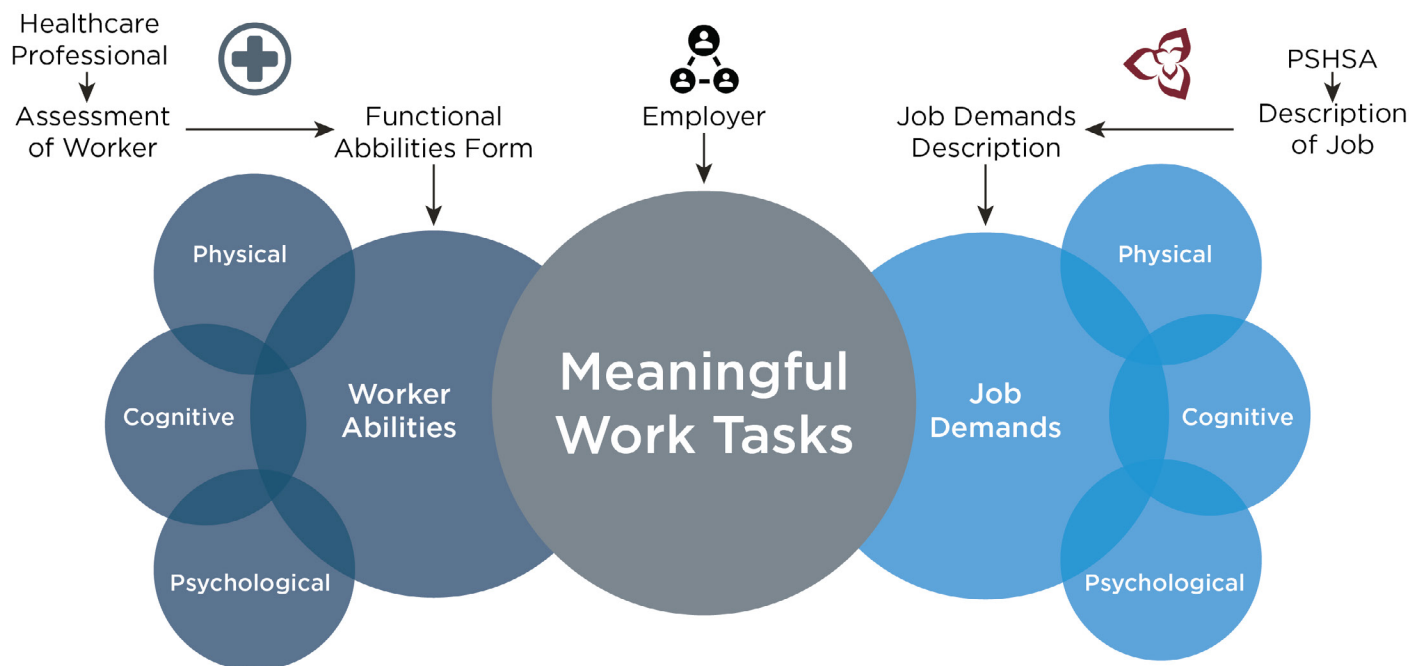 Healthcare
Professional
Assessment
of Worker
Functional
Abbilities Form
Employer
Job Demands
Description
PSHSA
Description
of Job
Physical
Cognitive
Psychological
Worker
Abilities
Meaningful
Work Tasks
Job
Demands
Physical
Cognitive
Psychological